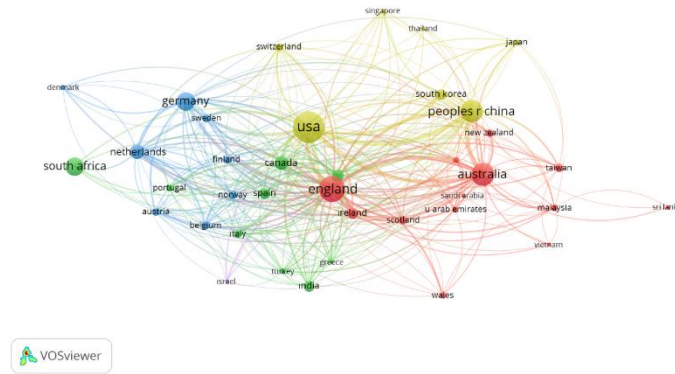 singapore
thailand
switzerland
japan
denmark
germany
south korea
peoples r china
sweden
usa
new zealand
netherlands
finland
canada
south africa
taiwan
australia
portugal
norway
spain
england
saudi arabia
austria
ireland
u arab emirates
malaysia
sri lank
belgium
scotland
italy
vietnam
greece
turkey
israel
india
wales
VOSviewer